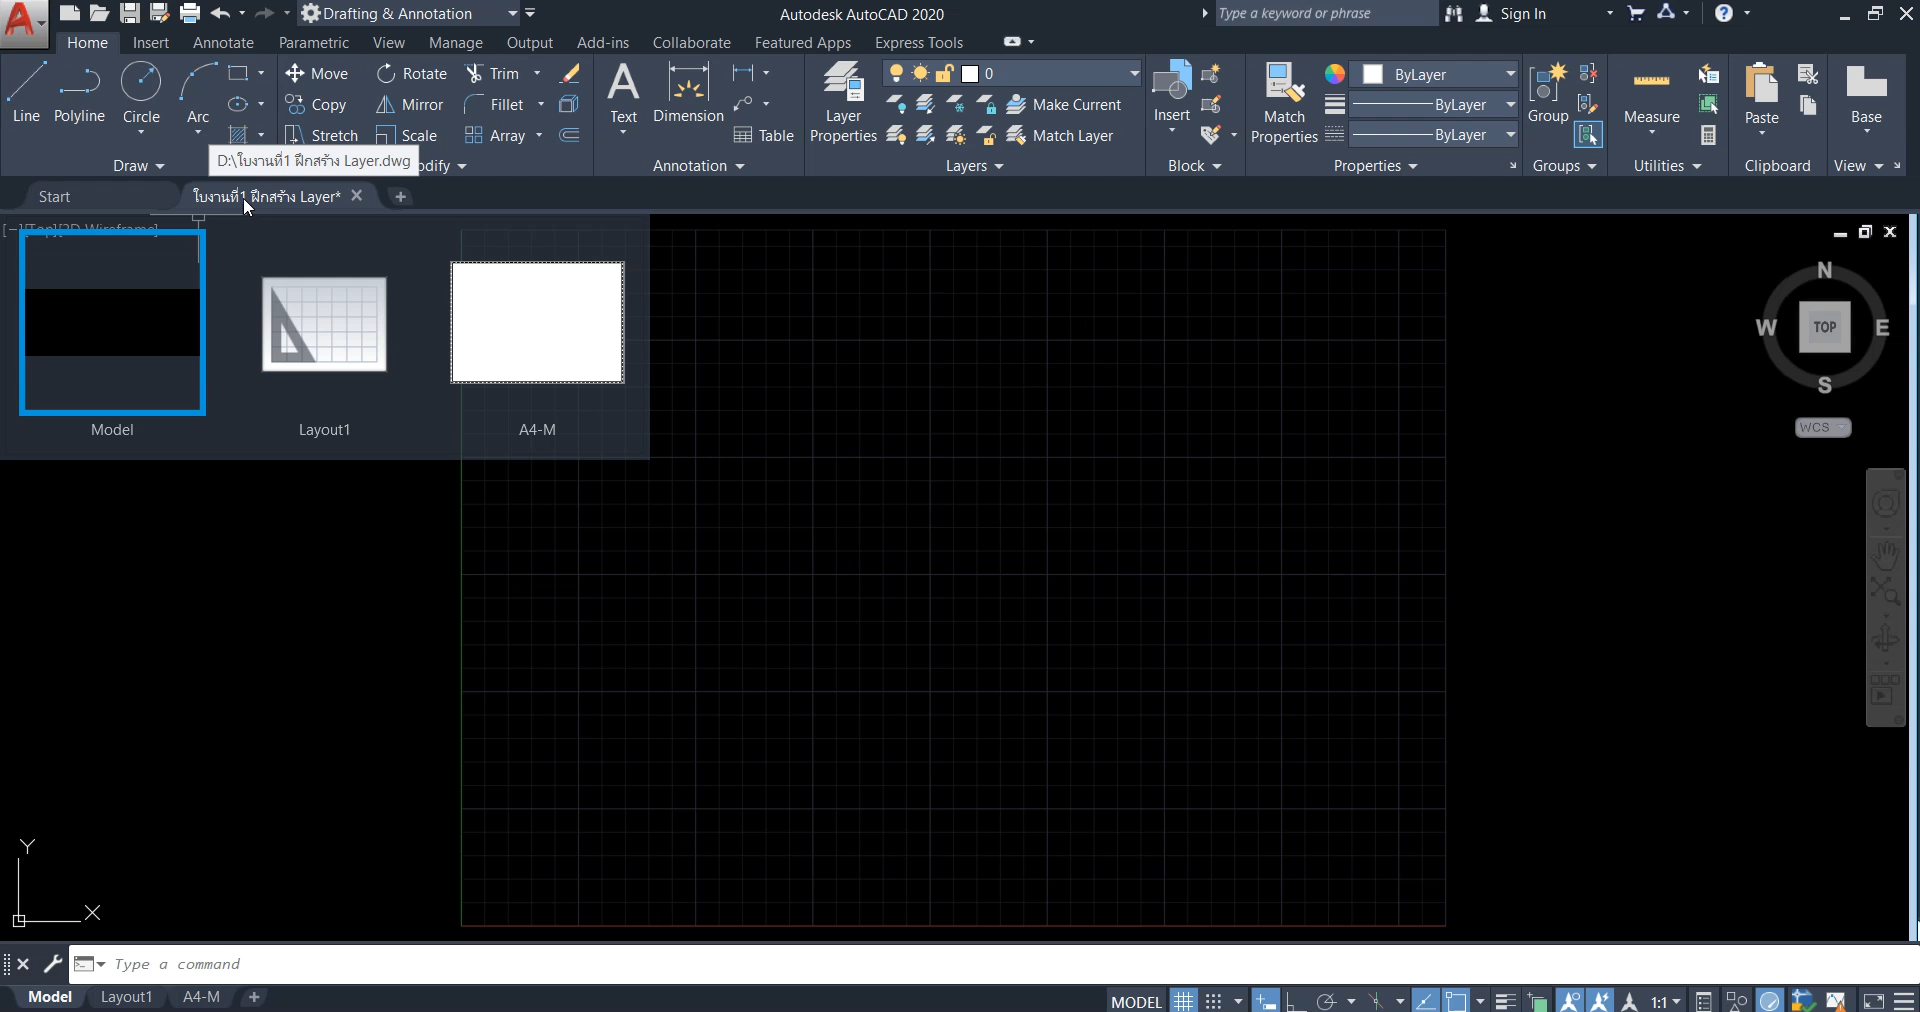 Drafting & Annotation
Autodesk AutoCAD 2020
Type a keyword or phrase
Sign In
Home Insert Annotate Parametric View Manage Output Add-ins Collaborate Featured Apps Express Tools
Line Polyline Circle Arc
Move Rotate Trim
Copy Mirror Fillet
Stretch Scale Array
Text Dimension Table
Layer Properties
0
Make Current
Match Layer
Insert
Match Properties
ByLayer
ByLayer
ByLayer
Group
Measure
Paste
Base
Draw
D:\ใบงานที่1 ฝึกสร้าง Layer.dwg
odify
Annotation
Layers
Block
Properties
Groups
Utilities
Clipboard
View
Start
ใบงานที่1 ฝึกสร้าง Layer*
[−][Top][2D Wireframe]
N
W
TOP
E
S
WCS
Model
Layout1
A4-M
Y
X
Type a command
Model Layout1 A4-M
MODEL
1:1